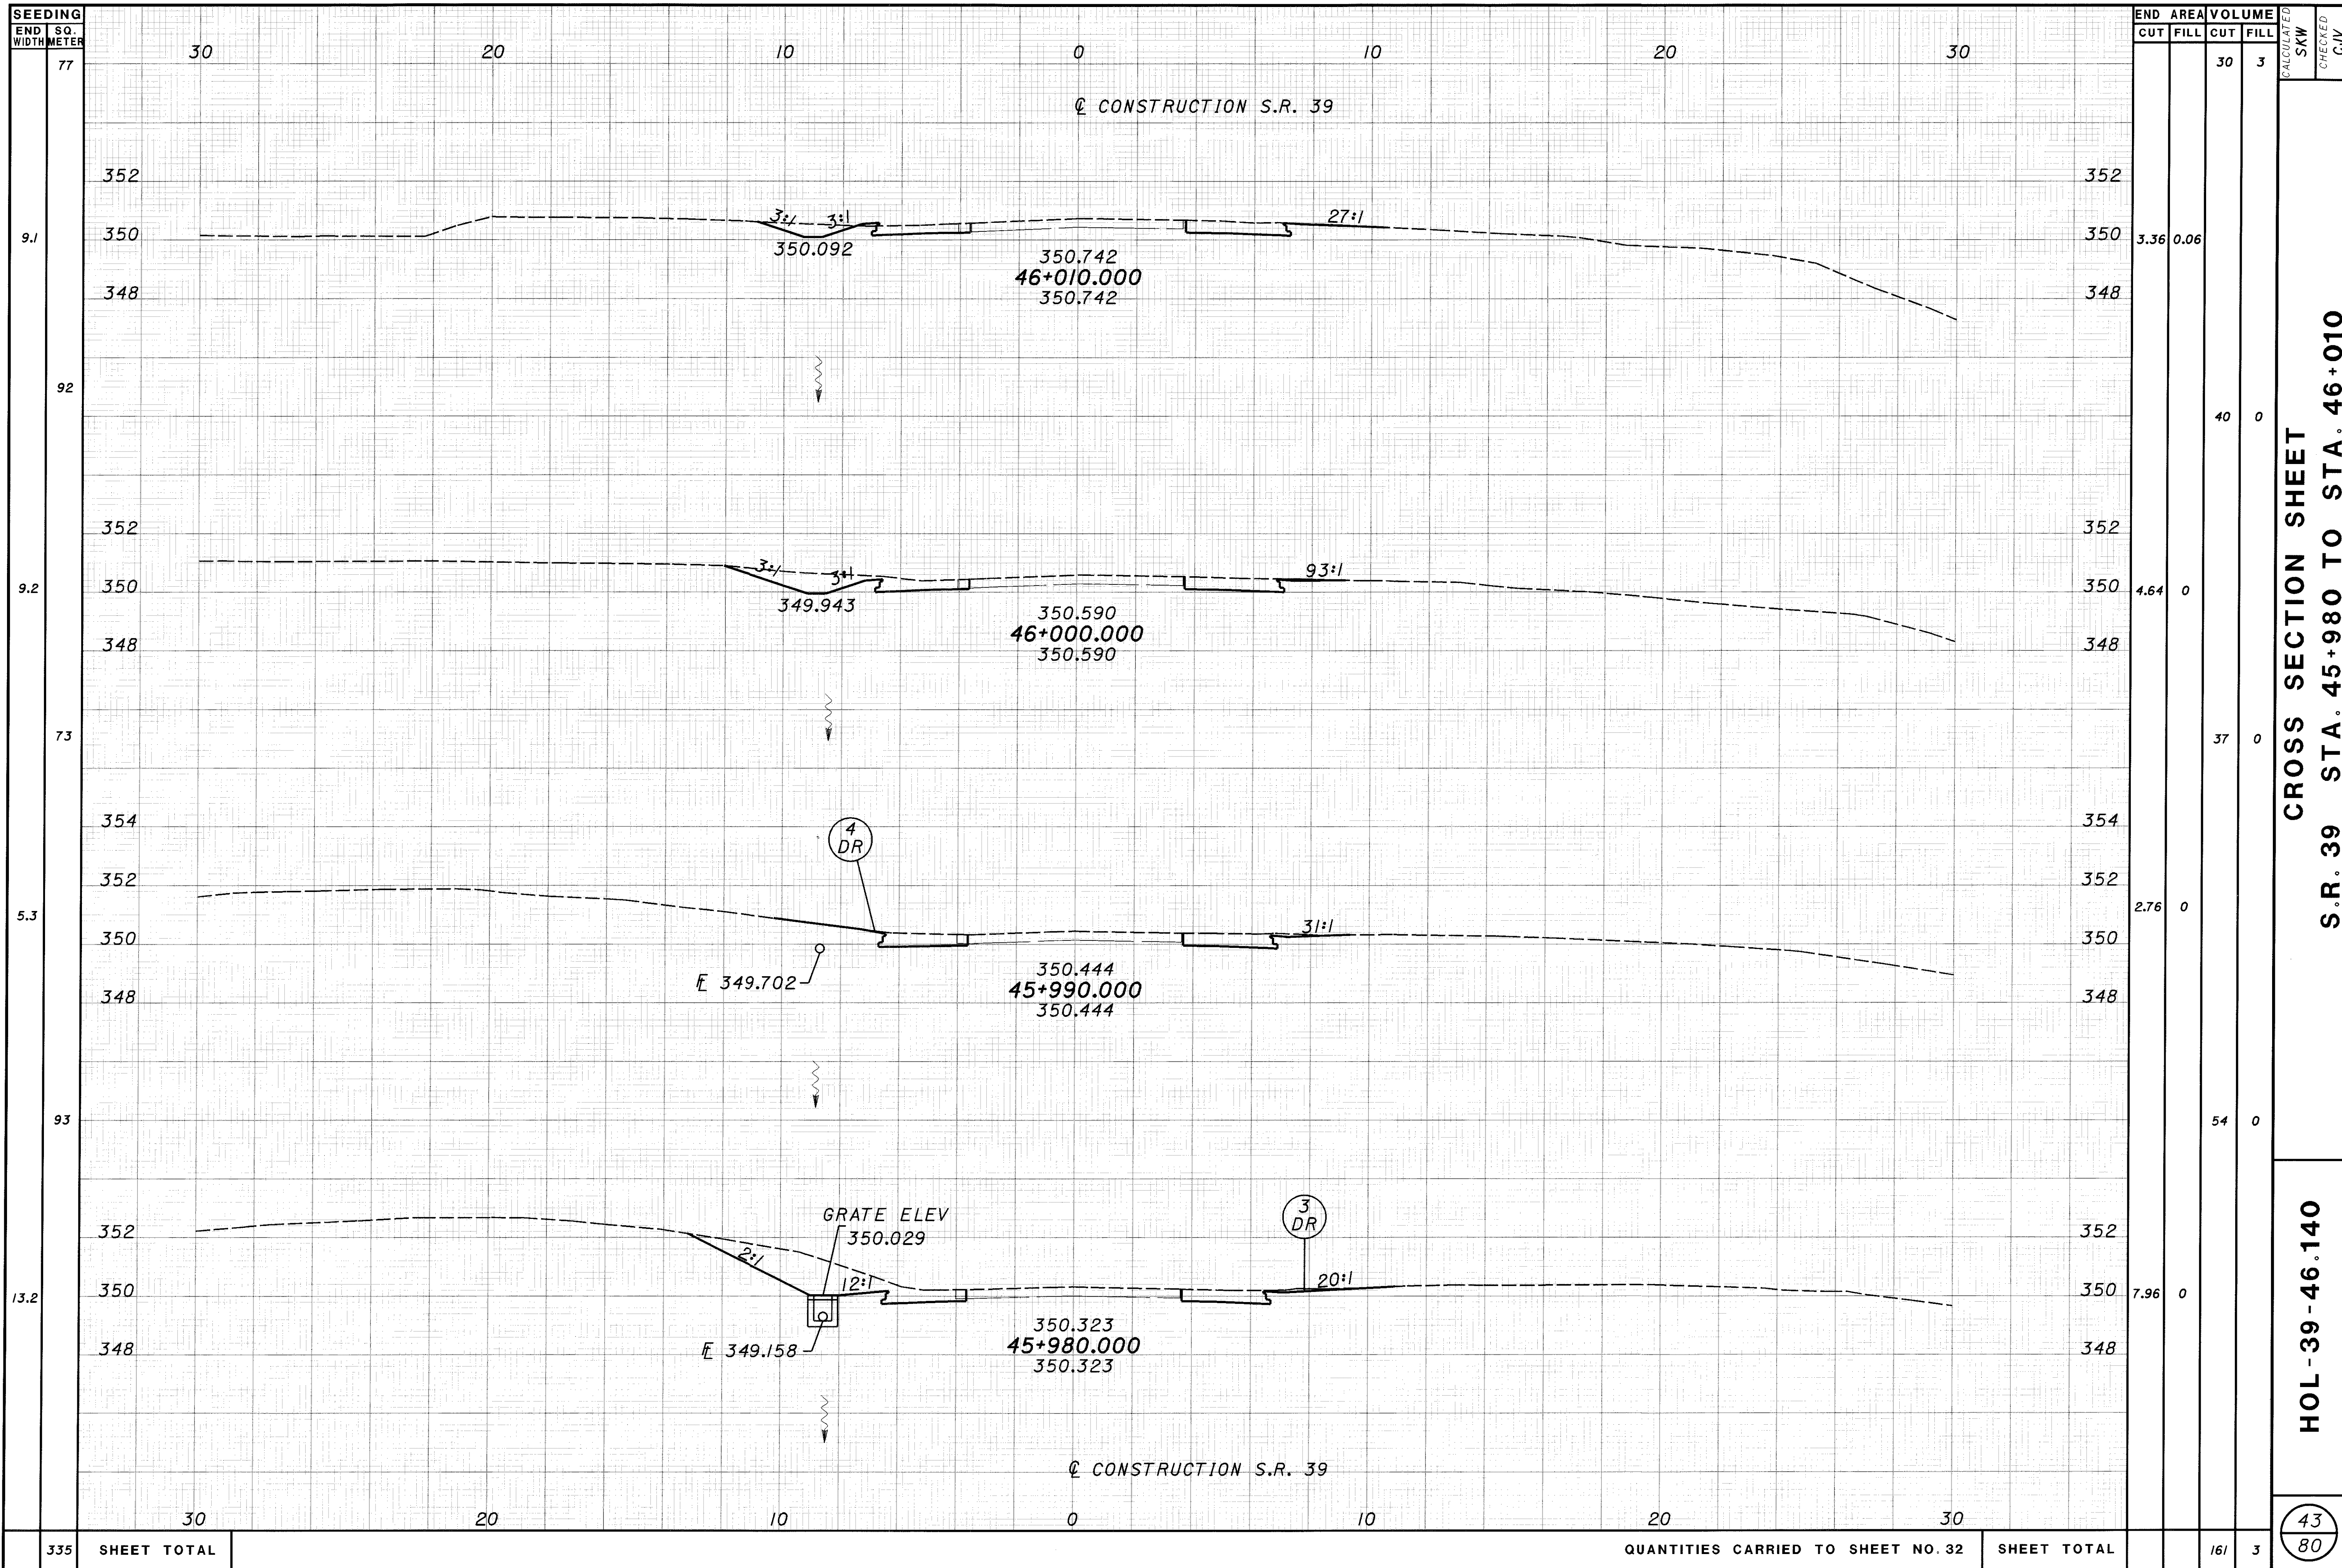 SEEDING
END WIDTH
SQ. METER
END AREA
VOLUME
CUT FILL CUT FILL
CALCULATED
SKW
CHECKED
30 20 10 0 10 20 30
77
30 3
℄ CONSTRUCTION S.R. 39
352 352
3:1 3:1 27:1
9.1 350 350 3.36 0.06
350.092
350.742
46+010.000
348 350.742 348
92
40 0
352 352
3:1 3:1 93:1
9.2 350 350 4.64 0
349.943
350.590
46+000.000
348 350.590 348
73
37 0
354 354
4
DR
352 352
5.3 2.76 0
31:1
350 350
FL 349.702
350.444
45+990.000
348 350.444 348
93
54 0
3
DR
GRATE ELEV
350.029
352 352
2:1 12:1 20:1
13.2 350 350 7.96 0
350.323
FL 349.158
45+980.000
348 350.323 348
℄ CONSTRUCTION S.R. 39
30 20 10 0 10 20 30
335 SHEET TOTAL
QUANTITIES CARRIED TO SHEET NO. 32 SHEET TOTAL 161 3
CROSS SECTION SHEET
S.R. 39 STA. 45+980 TO STA. 46+010
HOL-39-46.140
43
80